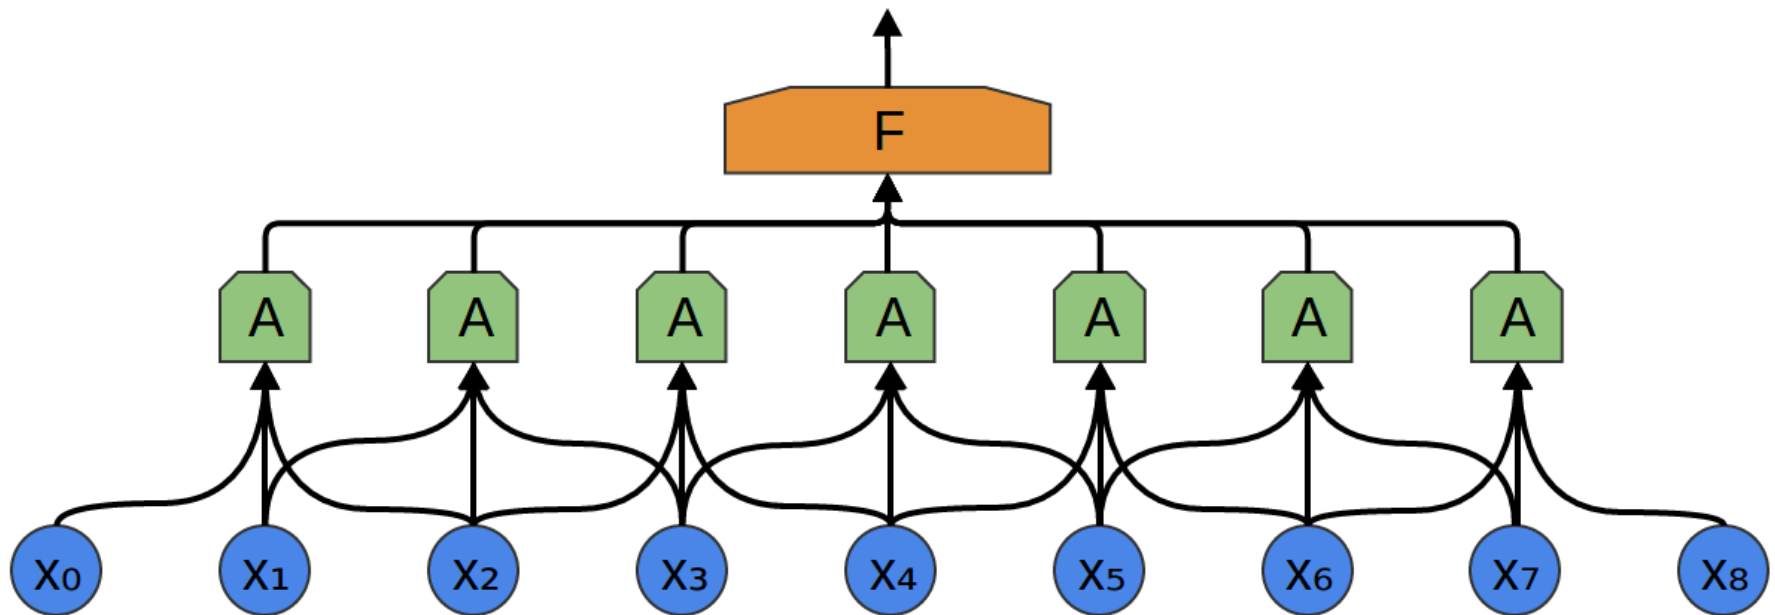 F
A A A A A A A
x₀ x₁ x₂ x₃ x₄ x₅ x₆ x₇ x₈